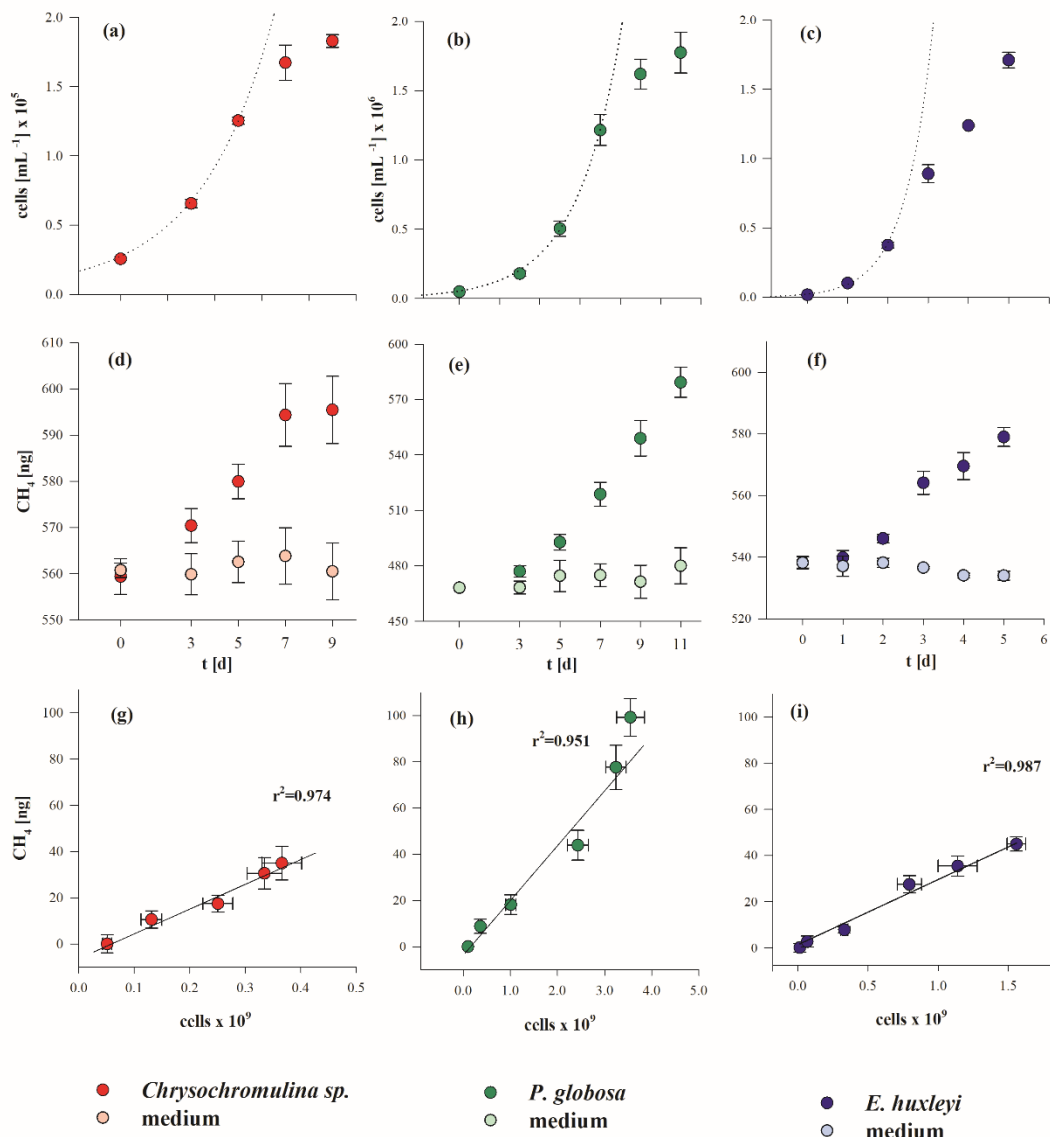 (a)
2.0
1.5
1.0
0.5
0.0
cells [mL -1] x 10⁵
(b)
2.0
1.5
1.0
0.5
0.0
cells [mL -1] x 10⁶
(c)
2.0
1.5
1.0
0.5
0.0
(d)
610
600
595
590
580
570
560
550
CH₄ [ng]
0 3 5 7 9
t [d]
(e)
600
570
540
510
480
450
0 3 5 7 9 11
t [d]
(f)
600
580
560
540
520
0 1 2 3 4 5 6
t [d]
(g)
r²=0.974
100
80
60
40
20
0
CH₄ [ng]
0.0 0.1 0.2 0.3 0.4 0.5
cells x 10⁹
(h)
r²=0.951
100
80
60
40
20
0
0.0 1.0 2.0 3.0 4.0 5.0
cells x 10⁹
(i)
r²=0.987
100
80
60
40
20
0
0.0 0.5 1.0 1.5
cells x 10⁹
Chrysochromulina sp.
medium
P. globosa
medium
E. huxleyi
medium